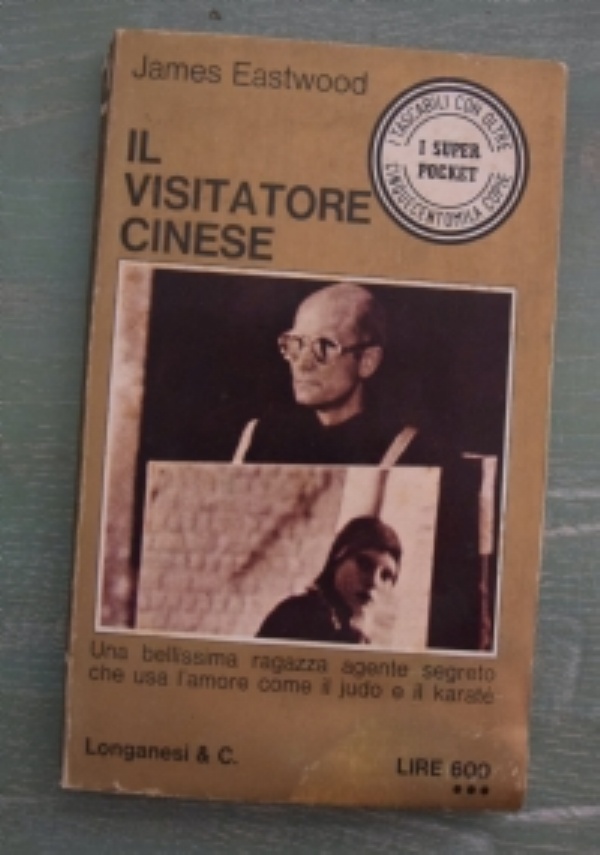 James Eastwood
I TASCABILI CON OLTRE
I SUPER
POCKET
CINQUECENTOMILA COPIE
IL
VISITATORE
CINESE
Una bellissima ragazza agente segreto
che usa l'amore come il judo e il karatè
Longanesi & C.
LIRE 600